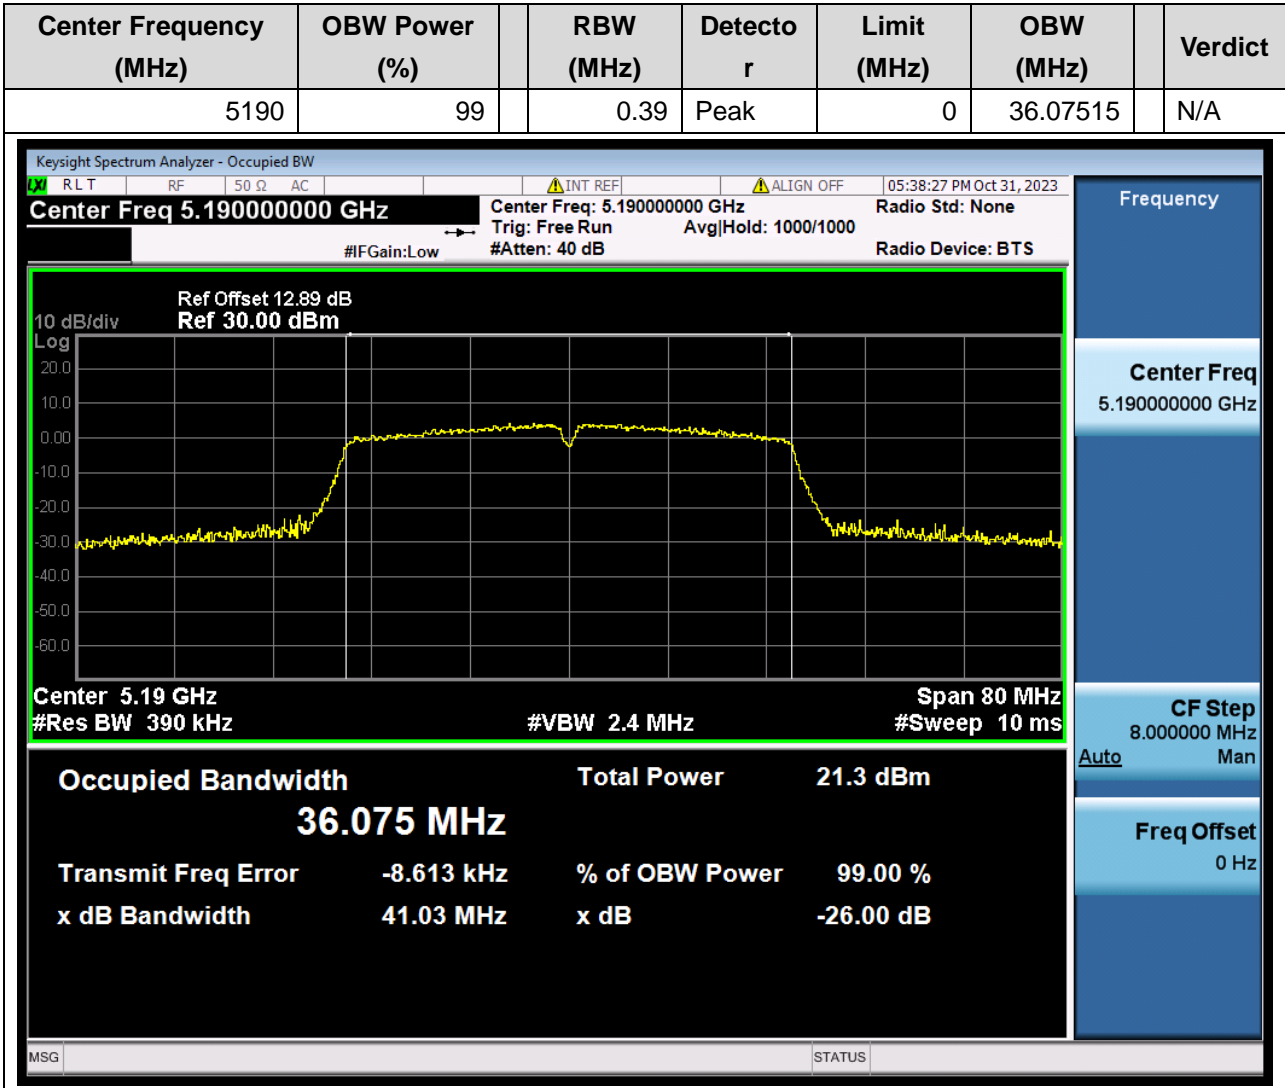 Center Frequency (MHz) OBW Power (%) RBW (MHz) Detector Limit (MHz) OBW (MHz) Verdict
5190 99 0.39 Peak 0 36.07515 N/A
Keysight Spectrum Analyzer - Occupied BW
LXI RLT RF 50 Ω AC INT REF ALIGN OFF 05:38:27 PM Oct 31, 2023
Center Freq 5.190000000 GHz
Center Freq: 5.190000000 GHz Radio Std: None
Trig: Free Run Avg|Hold: 1000/1000
#IFGain:Low #Atten: 40 dB Radio Device: BTS
Ref Offset 12.89 dB
10 dB/div Ref 30.00 dBm
Log
20.0
10.0
0.00
-10.0
-20.0
-30.0
-40.0
-50.0
-60.0
Center 5.19 GHz Span 80 MHz
#Res BW 390 kHz #VBW 2.4 MHz #Sweep 10 ms
Occupied Bandwidth Total Power 21.3 dBm
36.075 MHz
Transmit Freq Error -8.613 kHz % of OBW Power 99.00 %
x dB Bandwidth 41.03 MHz x dB -26.00 dB
Frequency
Center Freq
5.190000000 GHz
CF Step
8.000000 MHz
Auto Man
Freq Offset
0 Hz
MSG STATUS